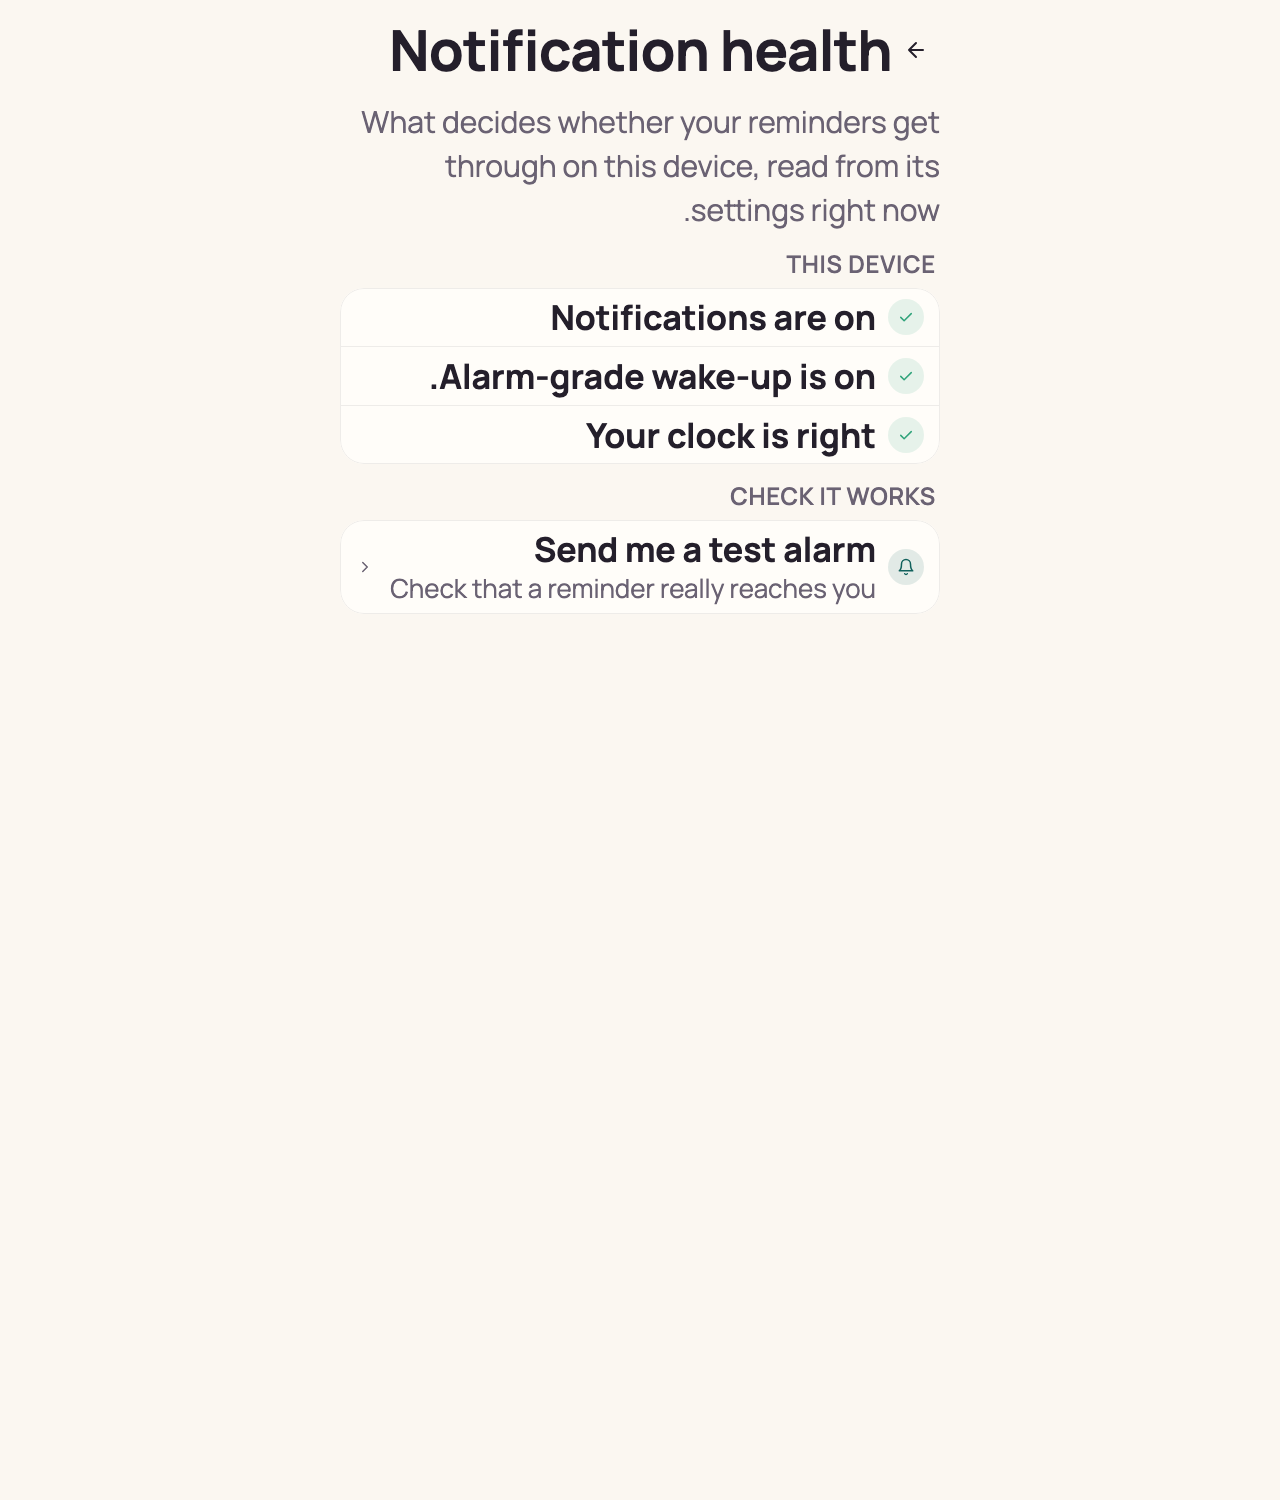 Notification health
What decides whether your reminders get
through on this device, read from its
.settings right now
THIS DEVICE
Notifications are on
.Alarm-grade wake-up is on
Your clock is right
CHECK IT WORKS
Send me a test alarm
Check that a reminder really reaches you